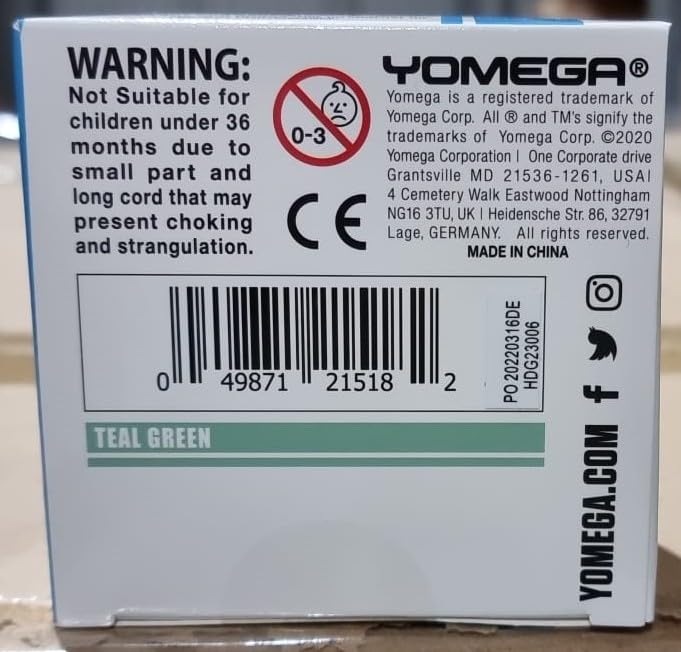 WARNING:
Not Suitable for
children under 36
months due to
small part and
long cord that may
present choking
and strangulation.
0-3
CE
YOMEGA®
Yomega is a registered trademark of
Yomega Corp. All ® and TM's signify the
trademarks of Yomega Corp. ©2020
Yomega Corporation | One Corporate drive
Grantsville MD 21536-1261, USA|
4 Cemetery Walk Eastwood Nottingham
NG16 3TU, UK | Heidensche Str. 86, 32791
Lage, GERMANY. All rights reserved.
MADE IN CHINA
0 49871 21518 2
PO 20220316DE
HDG23006
TEAL GREEN
YOMEGA.COM f